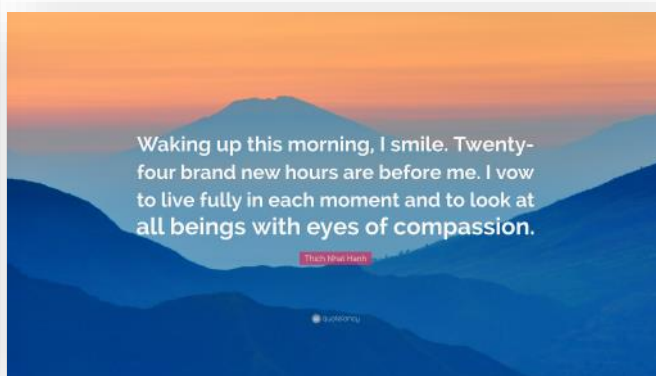 Waking up this morning, I smile. Twenty-
four brand new hours are before me. I vow
to live fully in each moment and to look at
all beings with eyes of compassion.
Thich Nhat Hanh
quotefancy